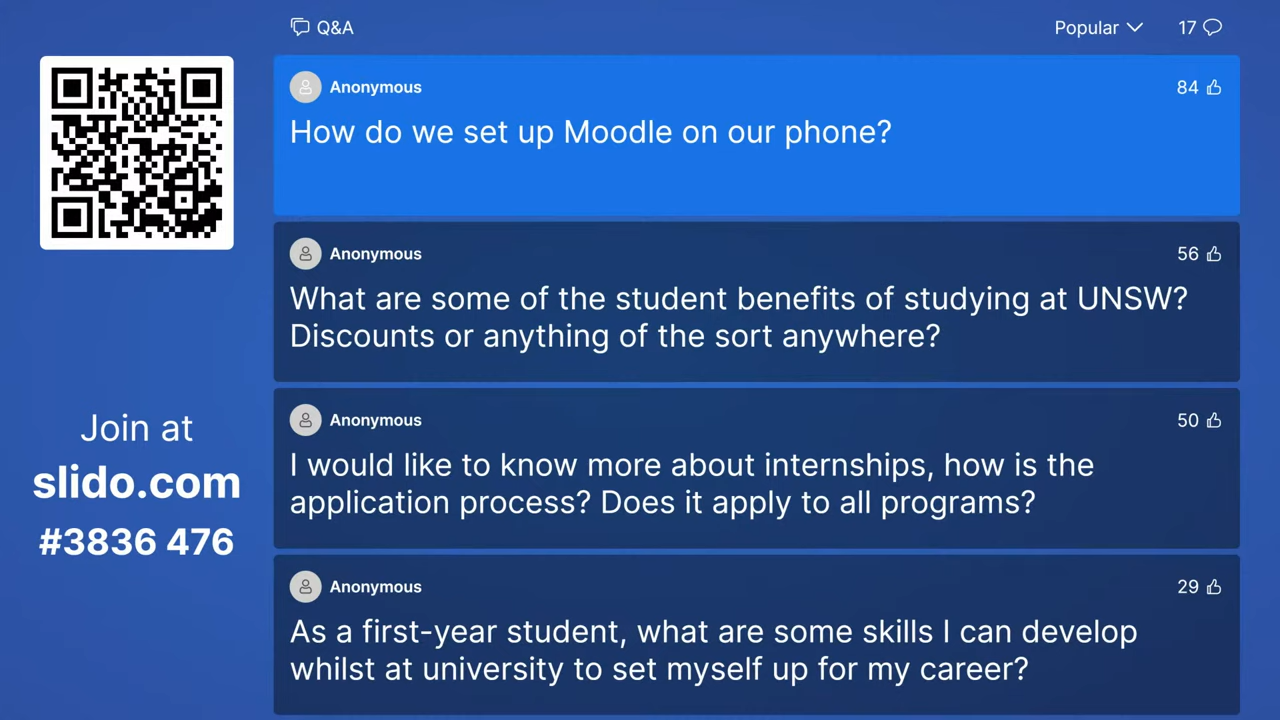 Q&A
Popular
17
Anonymous
84
How do we set up Moodle on our phone?
Anonymous
56
What are some of the student benefits of studying at UNSW?
Discounts or anything of the sort anywhere?
Anonymous
50
I would like to know more about internships, how is the
application process? Does it apply to all programs?
Anonymous
29
As a first-year student, what are some skills I can develop
whilst at university to set myself up for my career?
Join at
slido.com
#3836 476